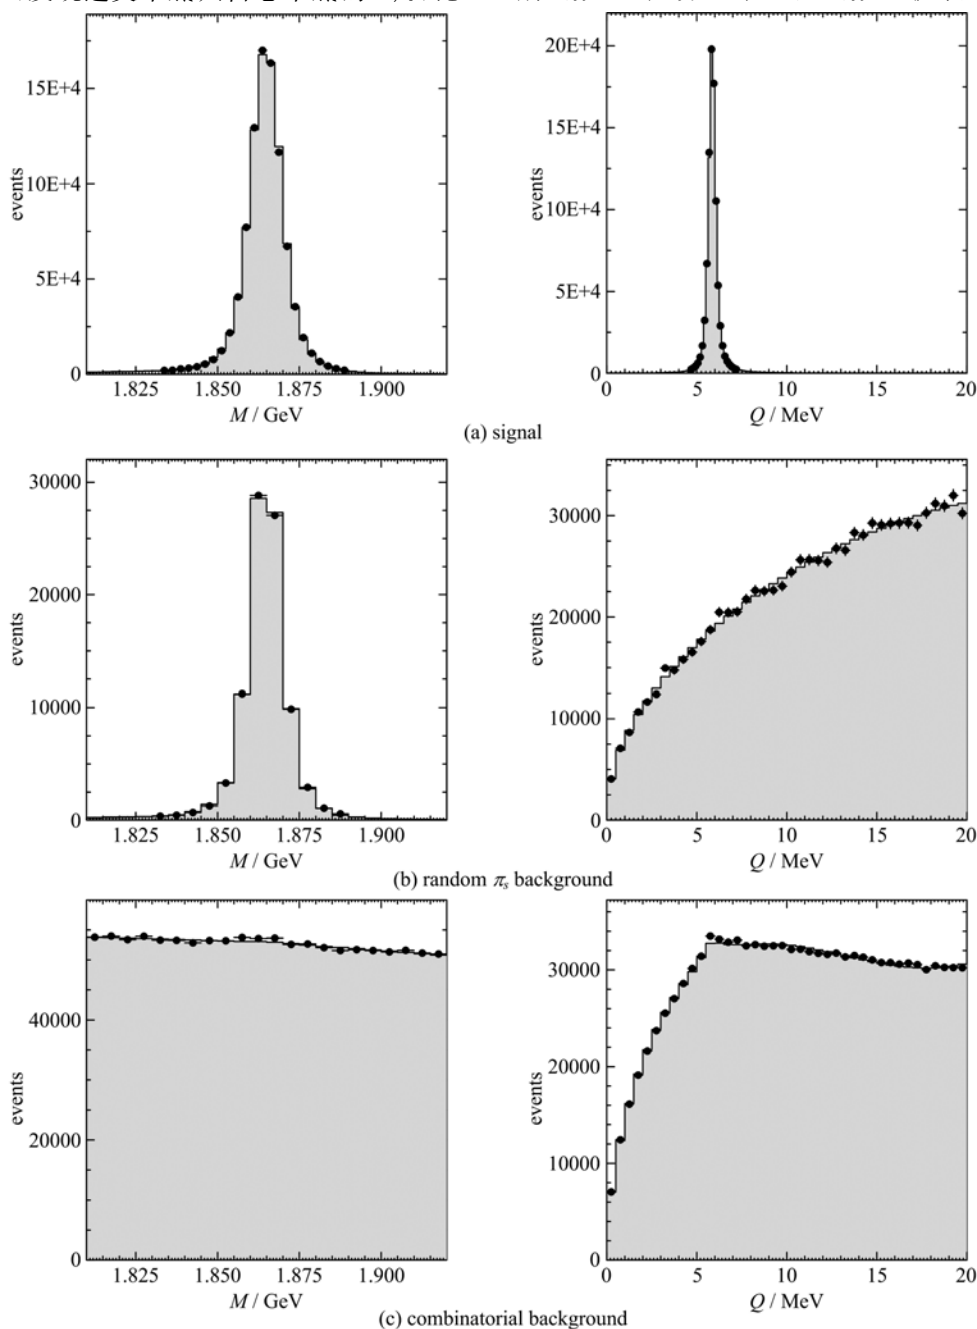 15E+4
10E+4
5E+4
0
events
1.825 1.850 1.875 1.900
M / GeV
20E+4
15E+4
10E+4
5E+4
0
events
0 5 10 15 20
Q / MeV
(a) signal
30000
20000
10000
0
events
1.825 1.850 1.875 1.900
M / GeV
30000
20000
10000
0
events
0 5 10 15 20
Q / MeV
(b) random πs background
40000
20000
0
events
1.825 1.850 1.875 1.900
M / GeV
30000
20000
10000
0
events
0 5 10 15 20
Q / MeV
(c) combinatorial background